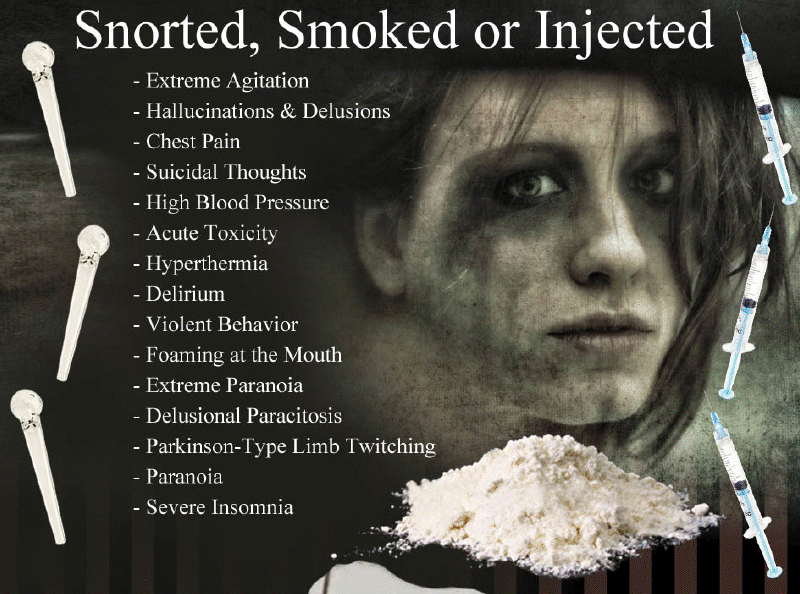 Snorted, Smoked or Injected
- Extreme Agitation
- Hallucinations & Delusions
- Chest Pain
- Suicidal Thoughts
- High Blood Pressure
- Acute Toxicity
- Hyperthermia
- Delirium
- Violent Behavior
- Foaming at the Mouth
- Extreme Paranoia
- Delusional Paracitosis
- Parkinson-Type Limb Twitching
- Paranoia
- Severe Insomnia